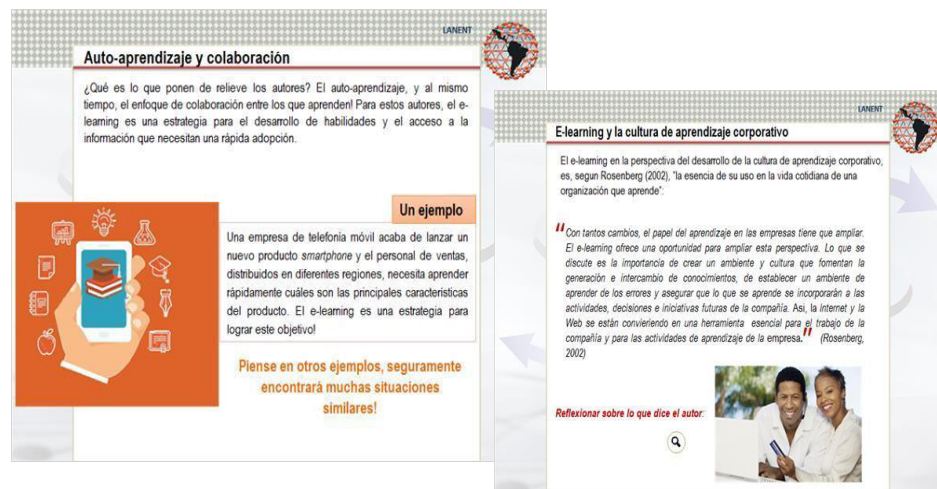 LANENT
Auto-aprendizaje y colaboración
¿Qué es lo que ponen de relieve los autores? El auto-aprendizaje, y al mismo
tiempo, el enfoque de colaboración entre los que aprenden! Para estos autores, el e-
learning es una estrategia para el desarrollo de habilidades y el acceso a la
información que necesitan una rápida adopción.
Un ejemplo
Una empresa de telefonía móvil acaba de lanzar un
nuevo producto smartphone y el personal de ventas,
distribuidos en diferentes regiones, necesita aprender
rápidamente cuáles son las principales caracteristicas
del producto. El e-learning es una estrategia para
lograr este objetivo!
Piense en otros ejemplos, seguramente
encontrará muchas situaciones
similares!
LANENT
E-learning y la cultura de aprendizaje corporativo
El e-learning en la perspectiva del desarrollo de la cultura de aprendizaje corporativo,
es, segun Rosenberg (2002), "la esencia de su uso en la vida cotidiana de una
organización que aprende":
"Con tantos cambios, el papel del aprendizaje en las empresas tiene que ampliar.
El e-learning ofrece una oportunidad para ampliar esta perspectiva. Lo que se
discute es la importancia de crear un ambiente y cultura que fomentan la
generación e intercambio de conocimientos, de establecer un ambiente de
aprender de los errores y asegurar que lo que se aprende se incorporarán a las
actividades, decisiones e iniciativas futuras de la compañía. Asi, la Internet y la
Web se están convieriendo en una herramienta esencial para el trabajo de la
compañía y para las actividades de aprendizaje de la empresa." (Rosenberg,
2002)
Reflexionar sobre lo que dice el autor: